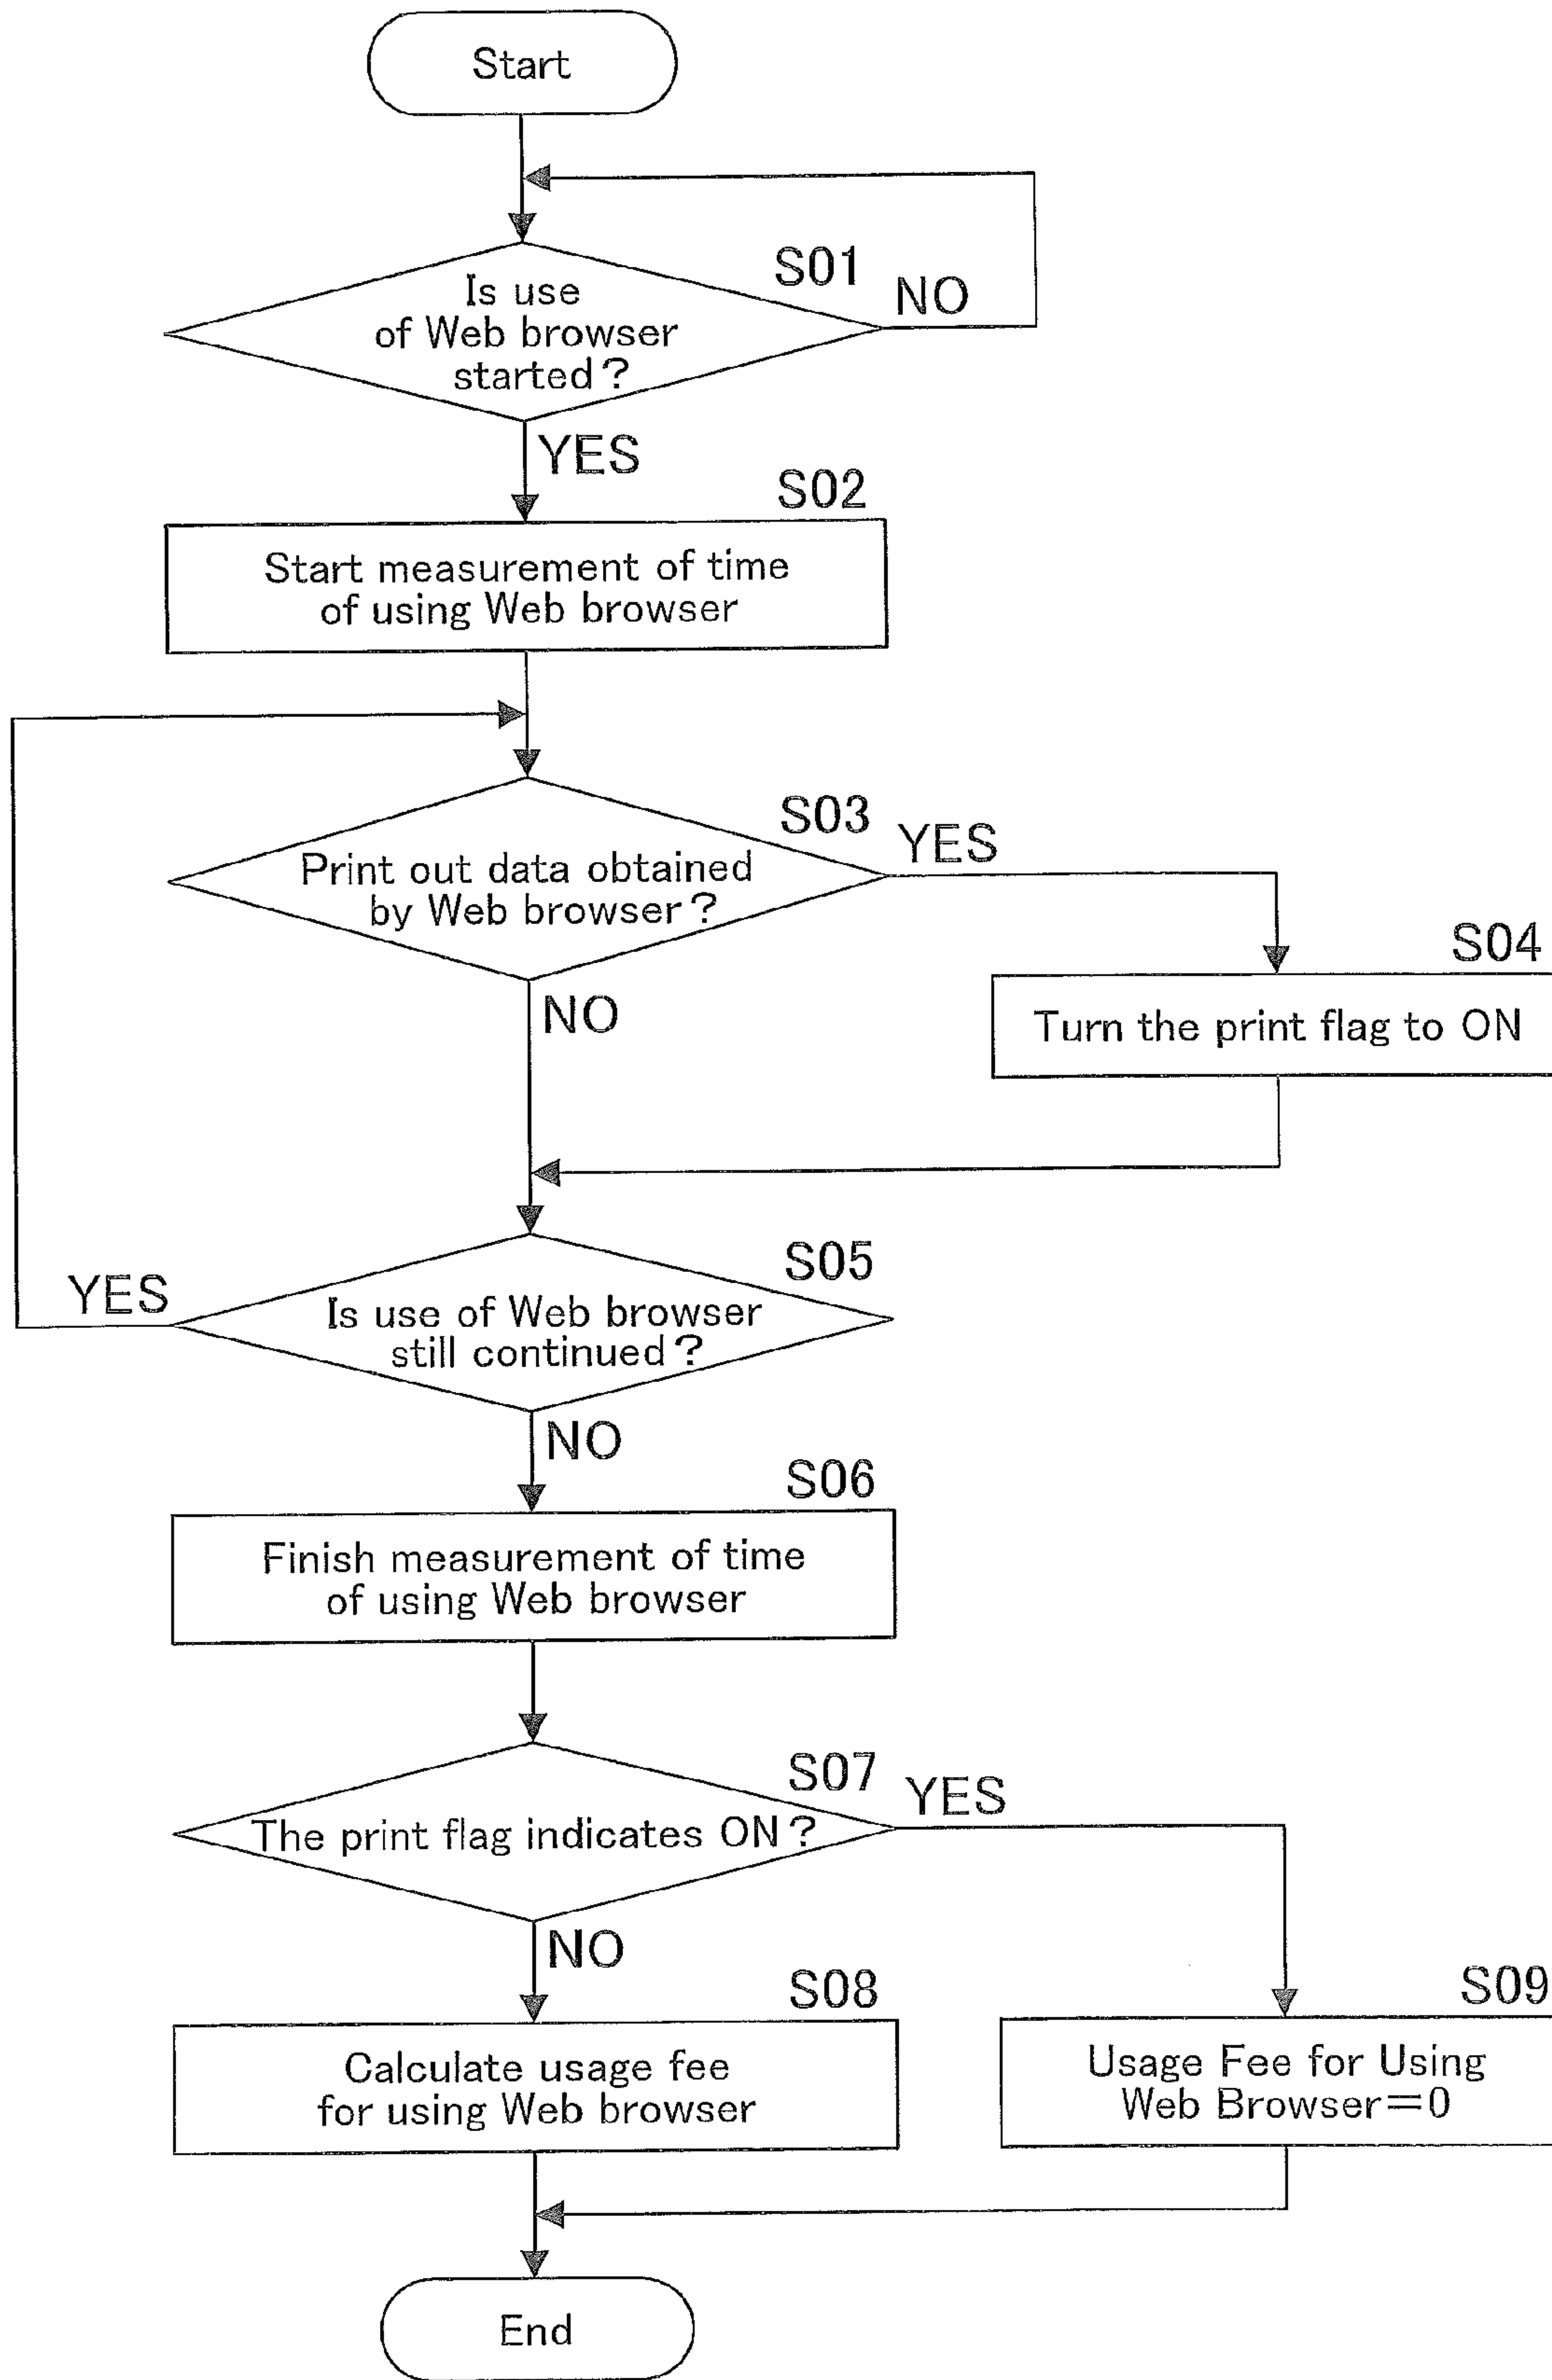 Start
S01
Is use
of Web browser
started?
NO
YES
S02
Start measurement of time
of using Web browser
S03
YES
Print out data obtained
by Web browser?
S04
Turn the print flag to ON
NO
S05
YES
Is use of Web browser
still continued?
NO
S06
Finish measurement of time
of using Web browser
S07
YES
The print flag indicates ON?
NO
S08
Calculate usage fee
for using Web browser
S09
Usage Fee for Using
Web Browser=0
End